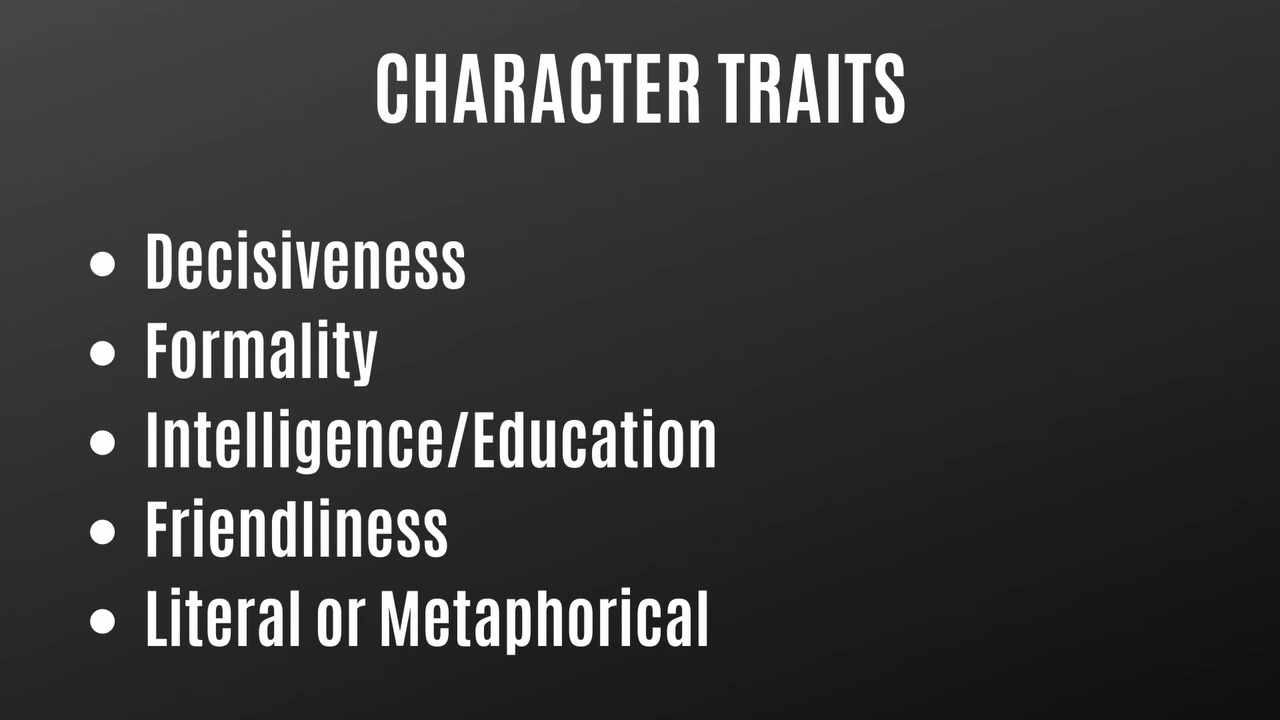 CHARACTER TRAITS
• Decisiveness
• Formality
• Intelligence/Education
• Friendliness
• Literal or Metaphorical